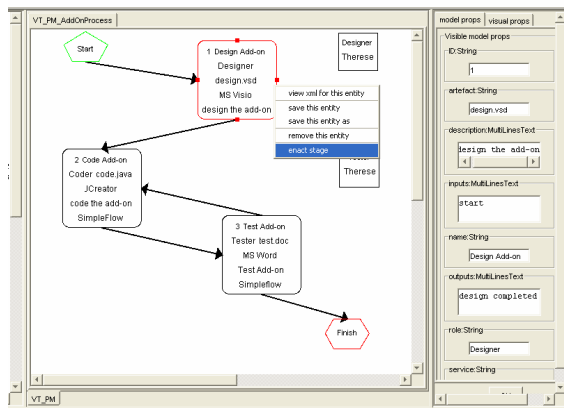 VT_PM_AddOnProcess
Start
1 Design Add-on
Designer
design.vsd
MS Visio
design the add-on
Designer
Therese
view xml for this entity
save this entity
save this entity as
remove this entity
enact stage
Therese
2 Code Add-on
Coder code.java
JCreator
code the add-on
SimpleFlow
3 Test Add-on
Tester test.doc
MS Word
Test Add-on
Simpleflow
Finish
VT_PM
model props
visual props
Visible model props
ID:String
1
artefact:String
design.vsd
description:MultiLinesText
design the add-on
inputs:MultiLinesText
start
name:String
Design Add-on
outputs:MultiLinesText
design completed
role:String
Designer
service:String